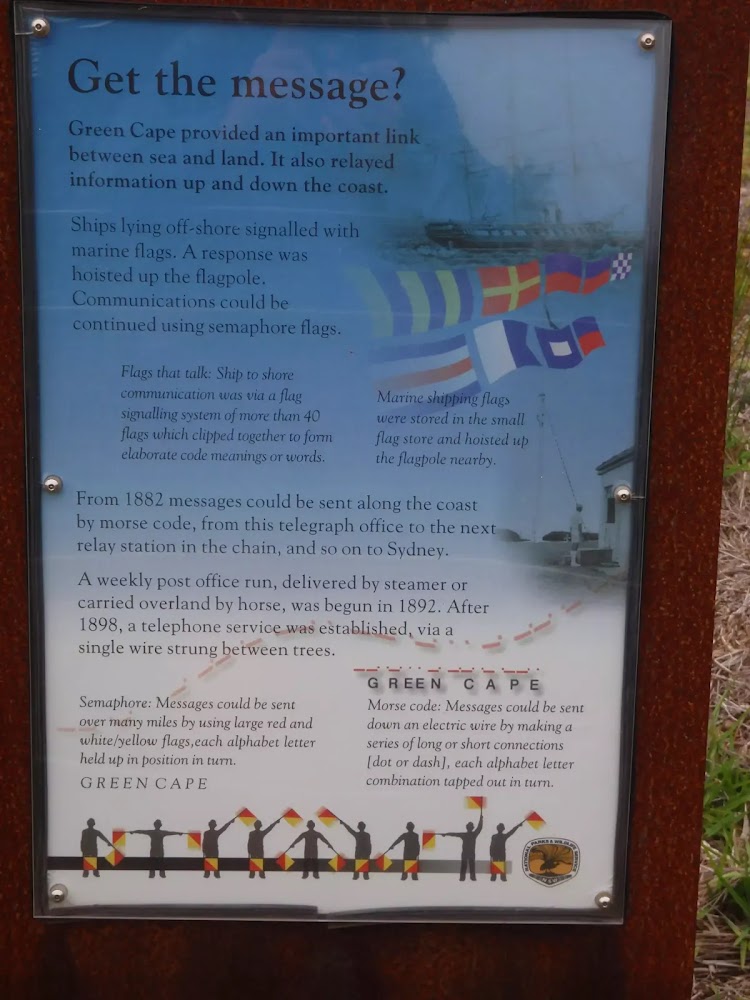 Get the message?
Green Cape provided an important link
between sea and land. It also relayed
information up and down the coast.
Ships lying off-shore signalled with
marine flags. A response was
hoisted up the flagpole.
Communications could be
continued using semaphore flags.
Flags that talk: Ship to shore
communication was via a flag
signalling system of more than 40
flags which clipped together to form
elaborate code meanings or words.
Marine shipping flags
were stored in the small
flag store and hoisted up
the flagpole nearby.
From 1882 messages could be sent along the coast
by morse code, from this telegraph office to the next
relay station in the chain, and so on to Sydney.
A weekly post office run, delivered by steamer or
carried overland by horse, was begun in 1892. After
1898, a telephone service was established, via a
single wire strung between trees.
GREEN CAPE
Semaphore: Messages could be sent
over many miles by using large red and
white/yellow flags,each alphabet letter
held up in position in turn.
GREEN CAPE
Morse code: Messages could be sent
down an electric wire by making a
series of long or short connections
[dot or dash], each alphabet letter
combination tapped out in turn.
NATIONAL PARKS & WILDLIFE SERVICE